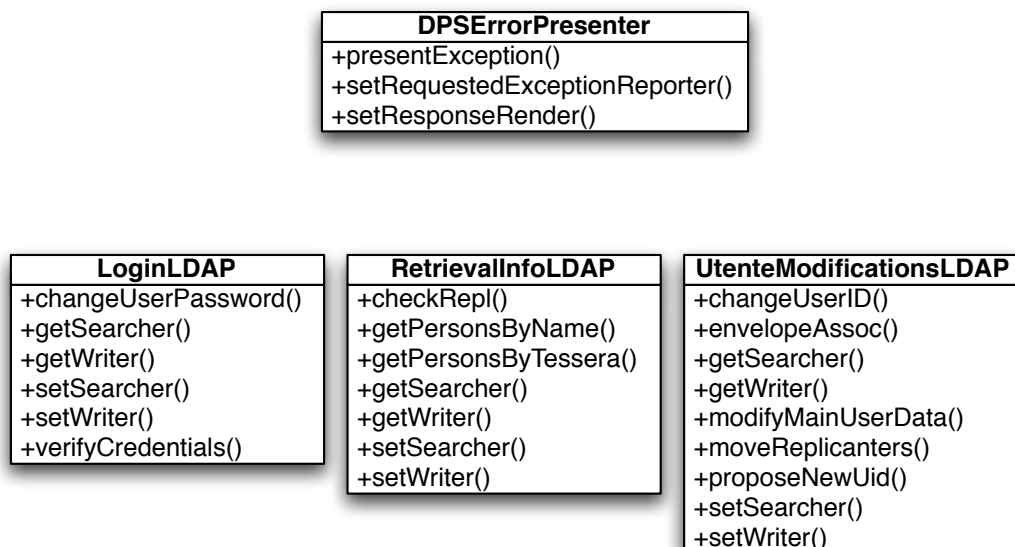 DPSErrorPresenter
+presentException()
+setRequestedExceptionReporter()
+setResponseRender()
LoginLDAP
+changeUserPassword()
+getSearcher()
+getWriter()
+setSearcher()
+setWriter()
+verifyCredentials()
RetrievalInfoLDAP
+checkRepl()
+getPersonsByName()
+getPersonsByTessera()
+getSearcher()
+getWriter()
+setSearcher()
+setWriter()
UtenteModificationsLDAP
+changeUserID()
+envelopeAssoc()
+getSearcher()
+getWriter()
+modifyMainUserData()
+moveReplicanters()
+proposeNewUid()
+setSearcher()
+setWriter()